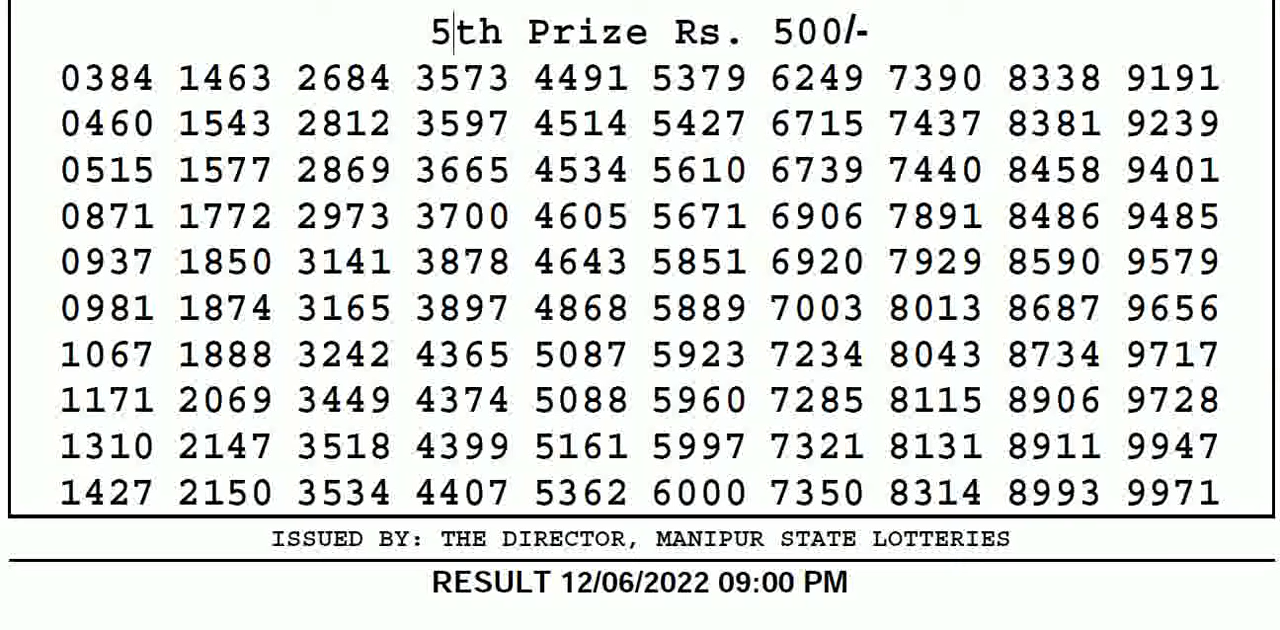 5th Prize Rs. 500/-
0384 1463 2684 3573 4491 5379 6249 7390 8338 9191
0460 1543 2812 3597 4514 5427 6715 7437 8381 9239
0515 1577 2869 3665 4534 5610 6739 7440 8458 9401
0871 1772 2973 3700 4605 5671 6906 7891 8486 9485
0937 1850 3141 3878 4643 5851 6920 7929 8590 9579
0981 1874 3165 3897 4868 5889 7003 8013 8687 9656
1067 1888 3242 4365 5087 5923 7234 8043 8734 9717
1171 2069 3449 4374 5088 5960 7285 8115 8906 9728
1310 2147 3518 4399 5161 5997 7321 8131 8911 9947
1427 2150 3534 4407 5362 6000 7350 8314 8993 9971
ISSUED BY: THE DIRECTOR, MANIPUR STATE LOTTERIES
RESULT 12/06/2022 09:00 PM